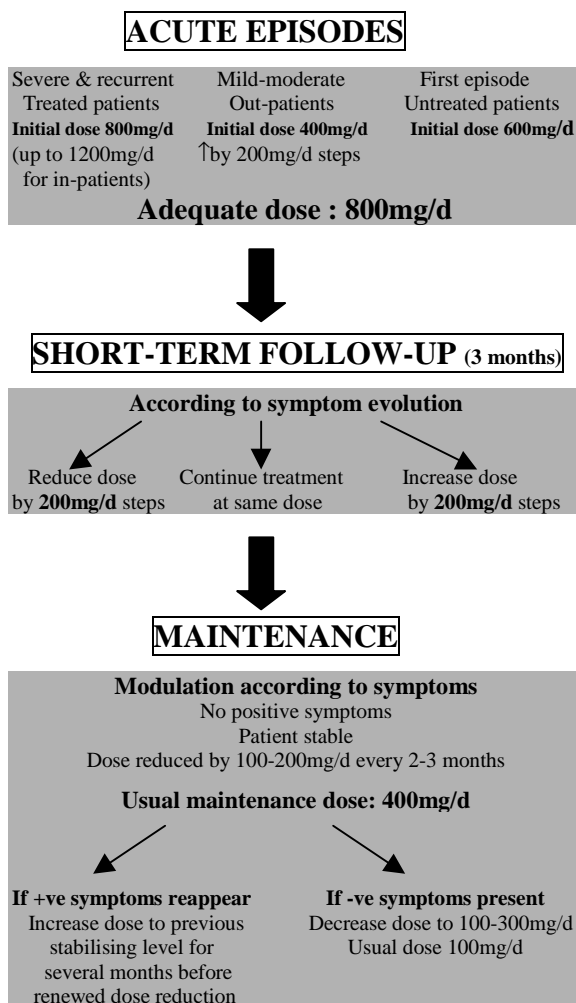 ACUTE EPISODES
Severe & recurrent
Treated patients
Initial dose 800mg/d
(up to 1200mg/d
for in-patients)
Mild-moderate
Out-patients
Initial dose 400mg/d
↑by 200mg/d steps
First episode
Untreated patients
Initial dose 600mg/d
Adequate dose : 800mg/d
SHORT-TERM FOLLOW-UP (3 months)
According to symptom evolution
Reduce dose
by 200mg/d steps
Continue treatment
at same dose
Increase dose
by 200mg/d steps
MAINTENANCE
Modulation according to symptoms
No positive symptoms
Patient stable
Dose reduced by 100-200mg/d every 2-3 months
Usual maintenance dose: 400mg/d
If +ve symptoms reappear
Increase dose to previous
stabilising level for
several months before
renewed dose reduction
If -ve symptoms present
Decrease dose to 100-300mg/d
Usual dose 100mg/d